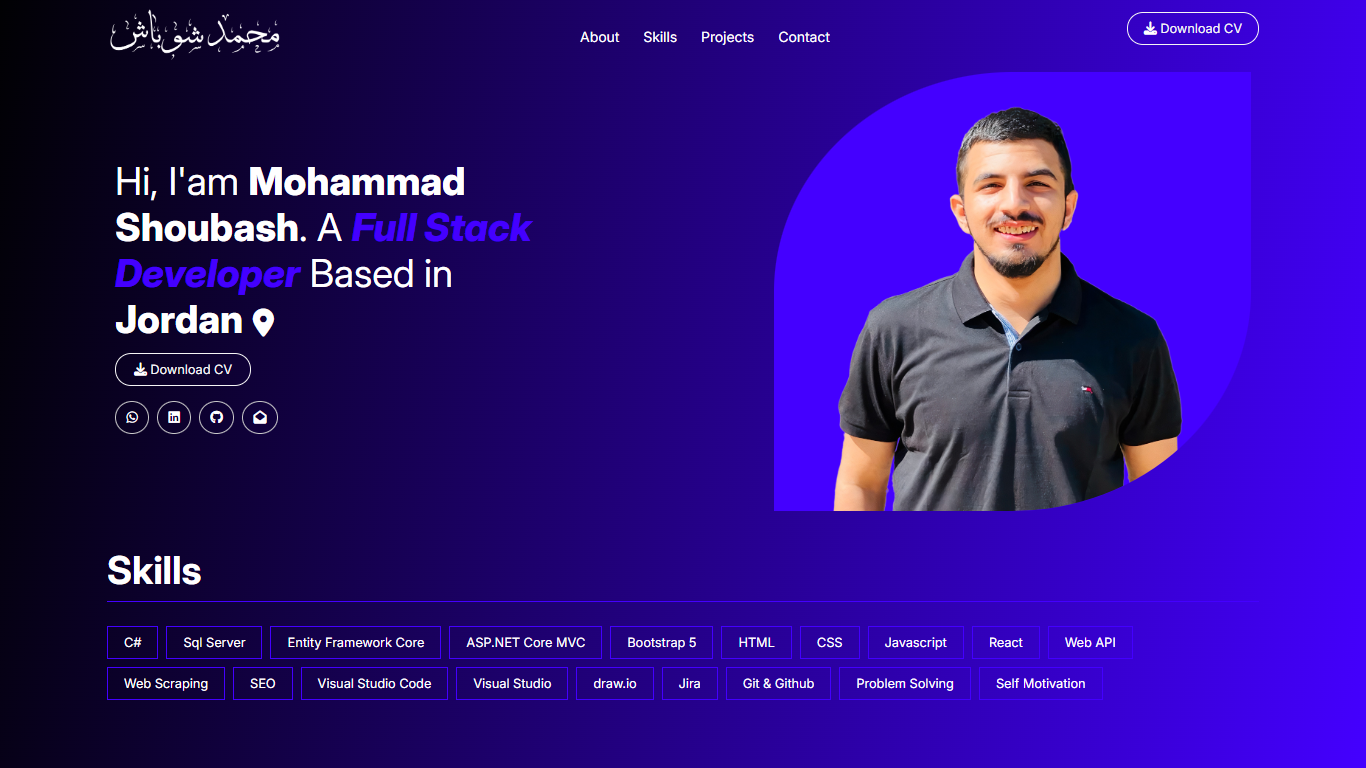 محمد شوباش
About Skills Projects Contact
Download CV
Hi, I'am Mohammad
Shoubash. A Full Stack
Developer Based in
Jordan
Download CV
Skills
C# Sql Server Entity Framework Core ASP.NET Core MVC Bootstrap 5 HTML CSS Javascript React Web API
Web Scraping SEO Visual Studio Code Visual Studio draw.io Jira Git & Github Problem Solving Self Motivation